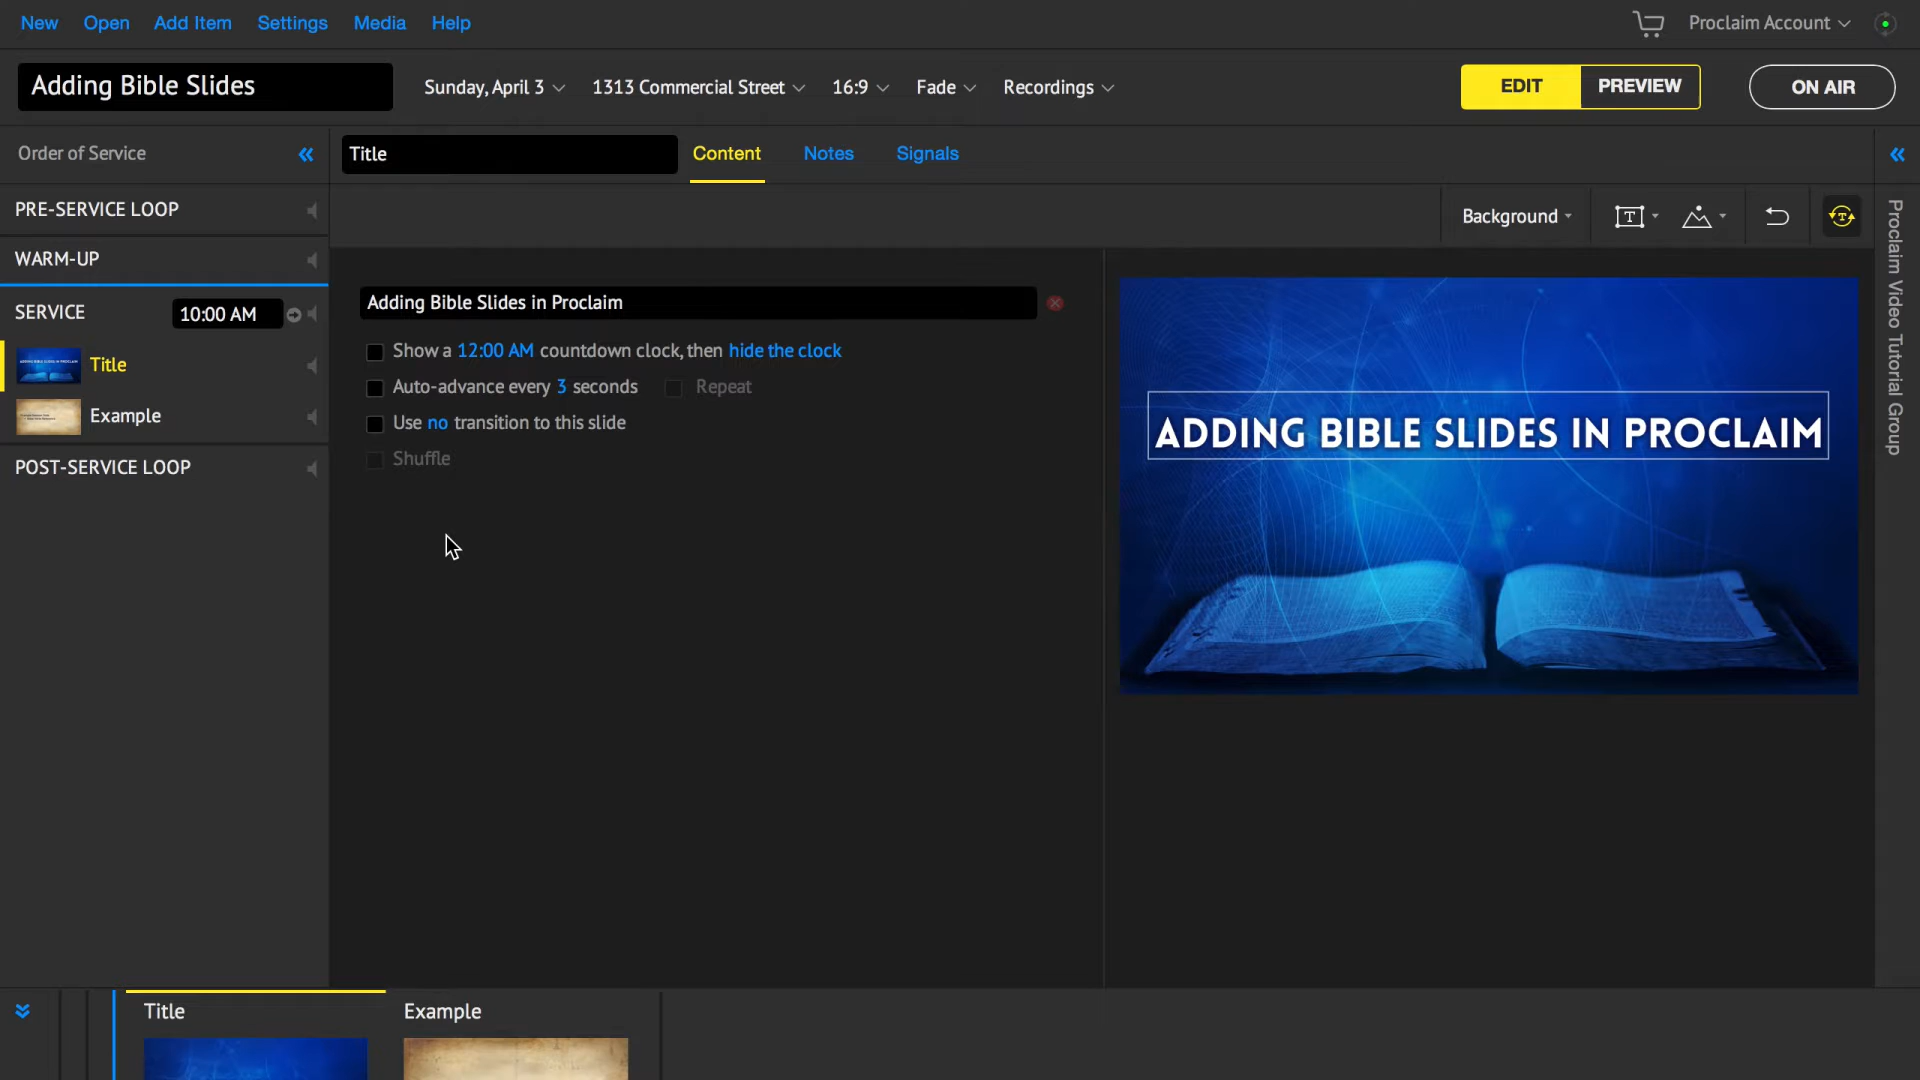 New Open Add Item Settings Media Help Proclaim Account
Adding Bible Slides Sunday, April 3 1313 Commercial Street 16:9 Fade Recordings EDIT PREVIEW ON AIR
Order of Service Title Content Notes Signals
PRE-SERVICE LOOP Background
WARM-UP
SERVICE 10:00 AM
Title
Example
POST-SERVICE LOOP
Adding Bible Slides in Proclaim
Show a 12:00 AM countdown clock, then hide the clock
Auto-advance every 3 seconds Repeat
Use no transition to this slide
Shuffle
ADDING BIBLE SLIDES IN PROCLAIM
Proclaim Video Tutorial Group
Title Example